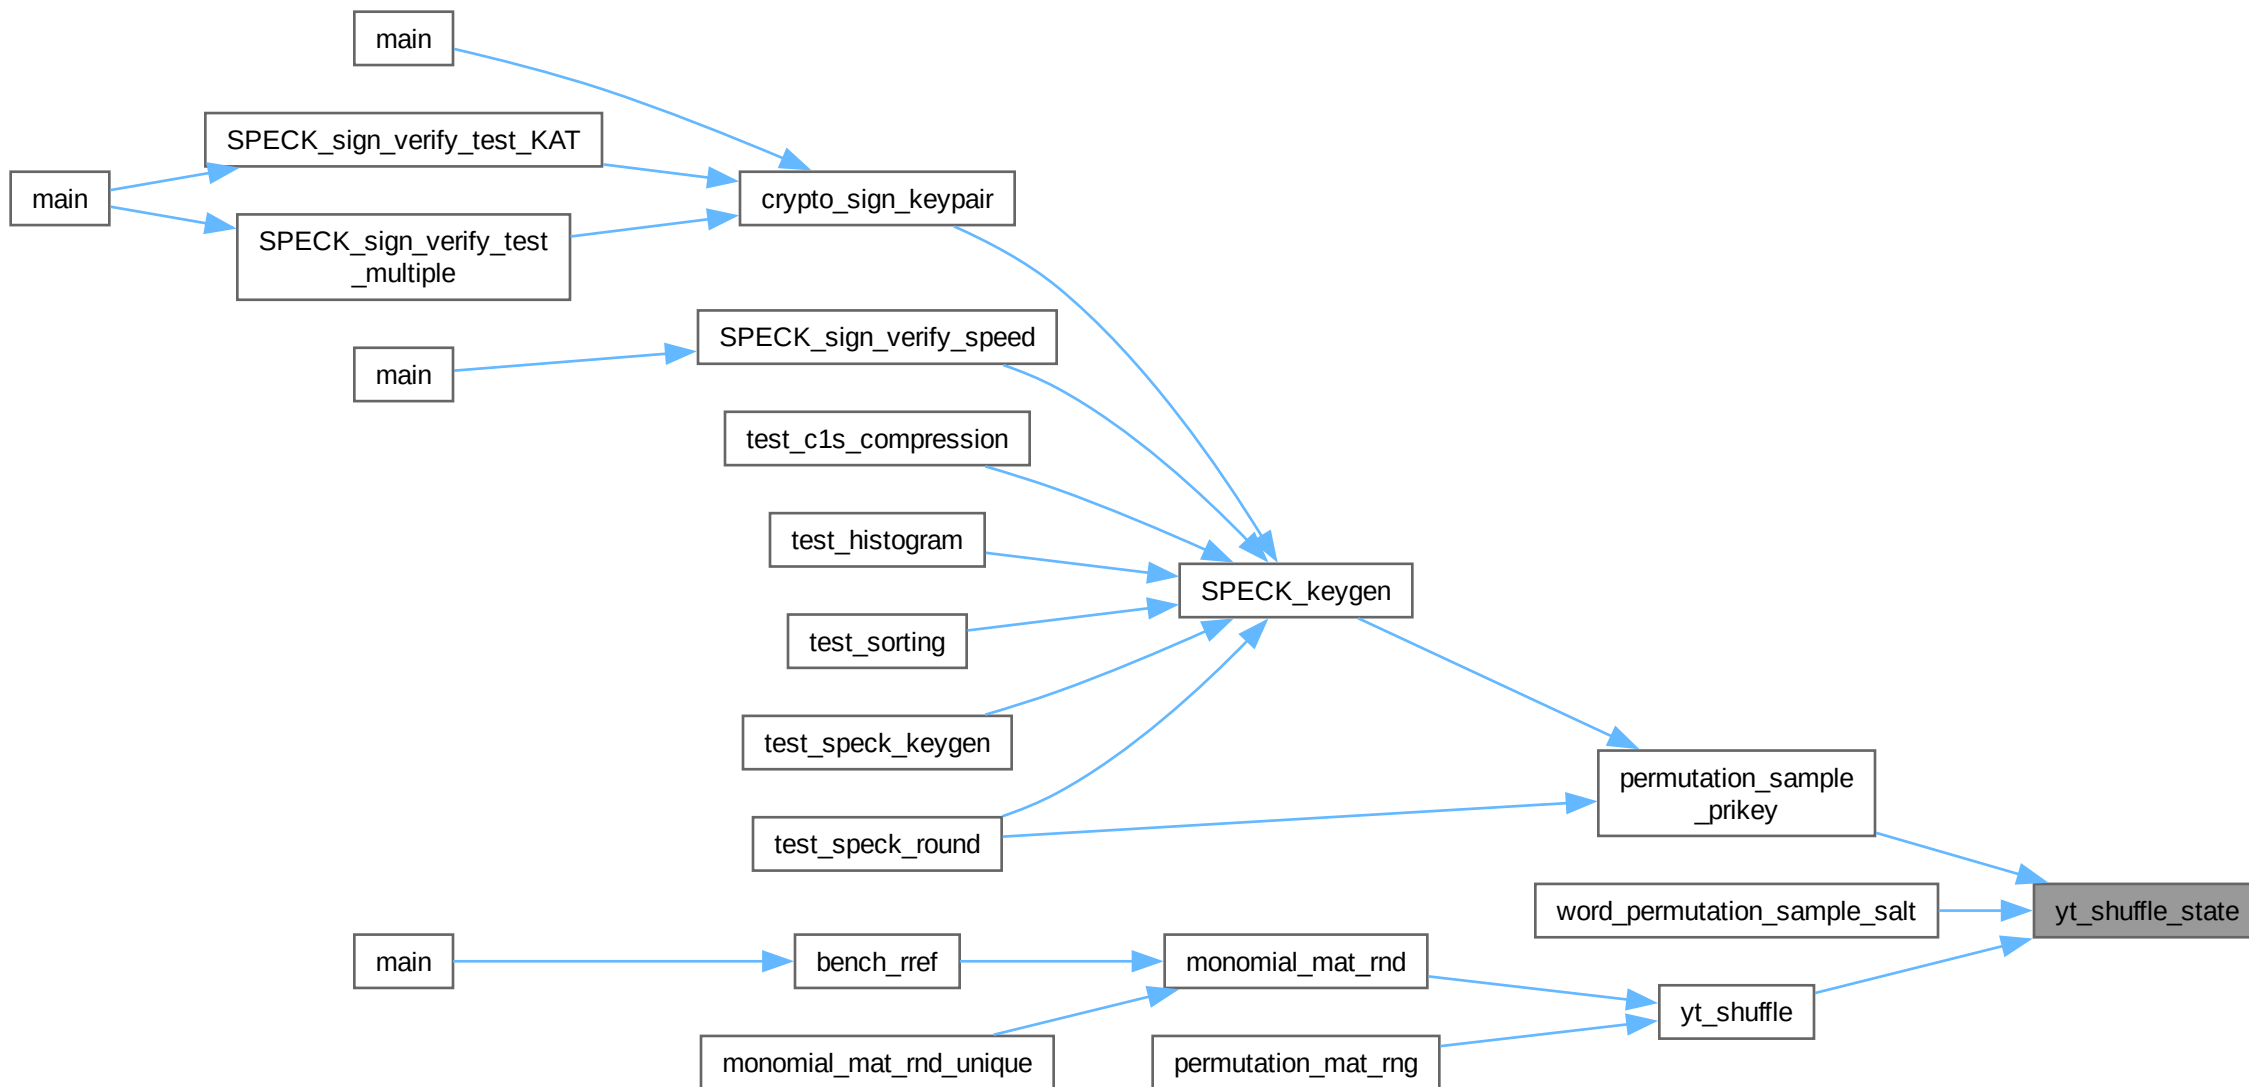 main
SPECK_sign_verify_test_KAT
main
crypto_sign_keypair
SPECK_sign_verify_test
_multiple
SPECK_sign_verify_speed
main
test_c1s_compression
test_histogram
SPECK_keygen
test_sorting
test_speck_keygen
permutation_sample
_prikey
test_speck_round
word_permutation_sample_salt
yt_shuffle_state
main
bench_rref
monomial_mat_rnd
yt_shuffle
monomial_mat_rnd_unique
permutation_mat_rng